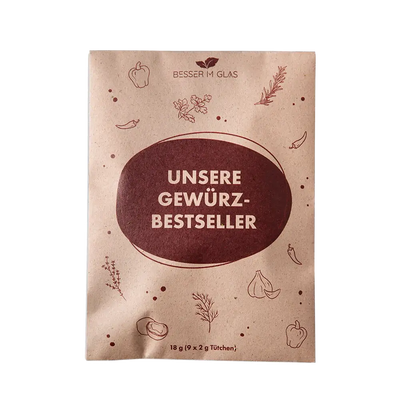 BESSER IM GLAS
UNSERE
GEWÜRZ-
BESTSELLER
18 g (9 x 2 g Tütchen)